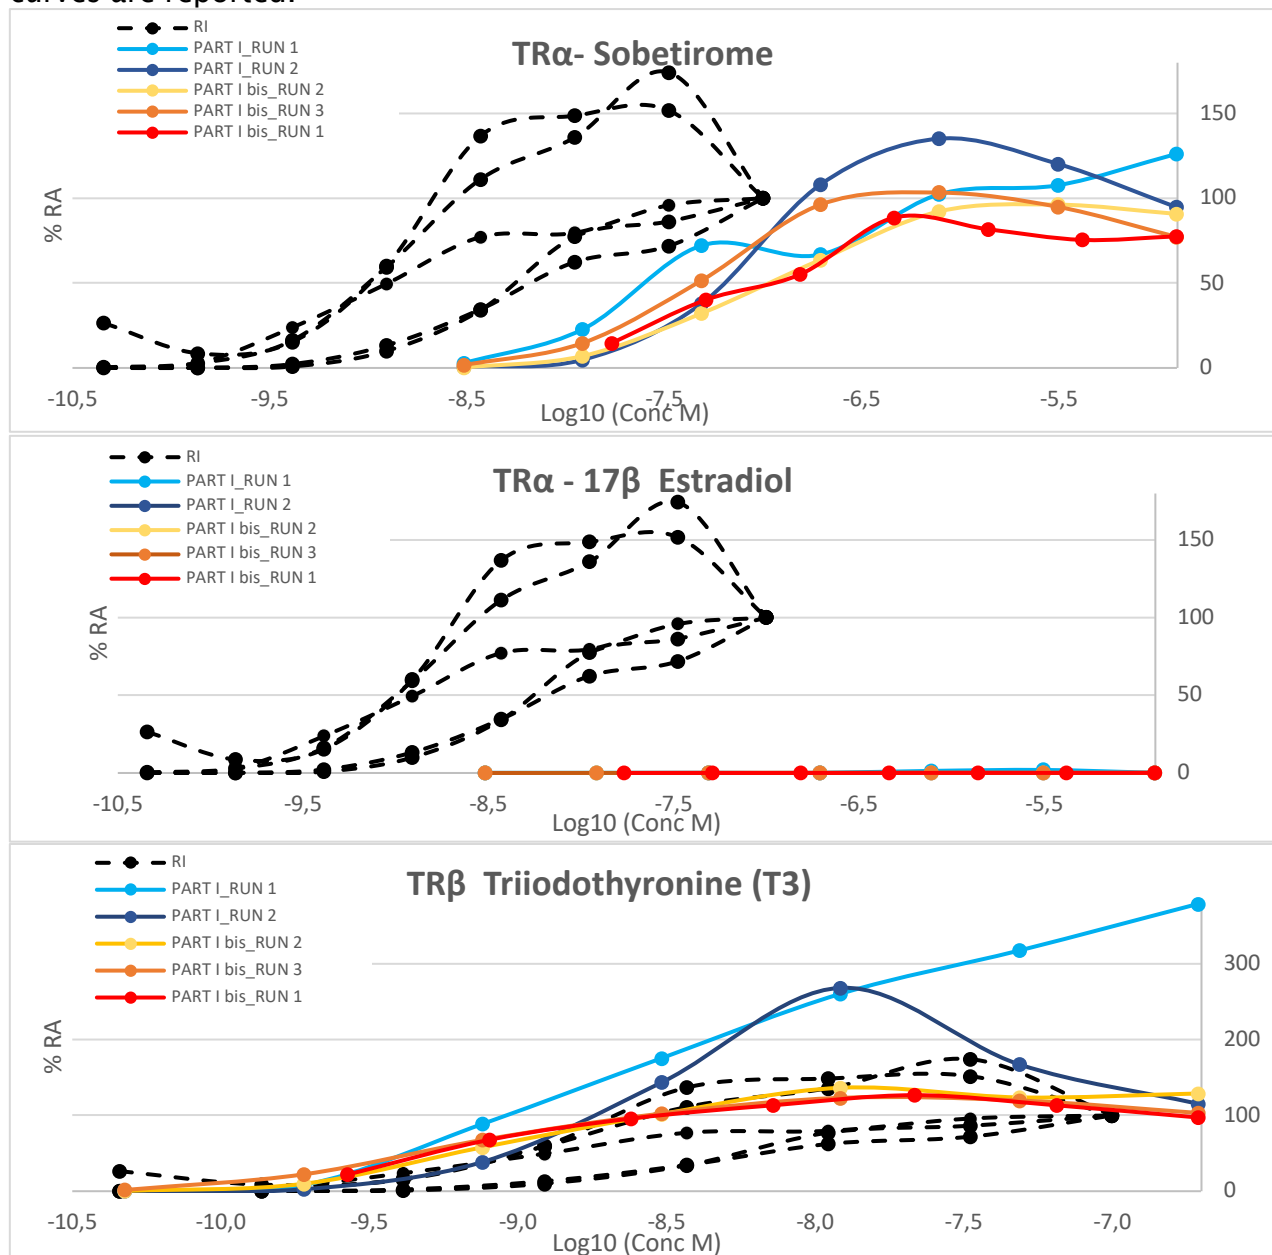 curves are reported.
RI
PART I_RUN 1
PART I_RUN 2
PART I bis_RUN 2
PART I bis_RUN 3
PART I bis_RUN 1
TRα- Sobetirome
% RA
150
100
50
0
-10,5 -9,5 -8,5 -7,5 -6,5 -5,5
Log10 (Conc M)
RI
PART I_RUN 1
PART I_RUN 2
PART I bis_RUN 2
PART I bis_RUN 3
PART I bis_RUN 1
TRα - 17β Estradiol
% RA
150
100
50
0
-10,5 -9,5 -8,5 -7,5 -6,5 -5,5
Log10 (Conc M)
RI
PART I_RUN 1
PART I_RUN 2
PART I bis_RUN 2
PART I bis_RUN 3
PART I bis_RUN 1
TRβ Triiodothyronine (T3)
% RA
300
200
100
0
-10,5 -10,0 -9,5 -9,0 -8,5 -8,0 -7,5 -7,0
Log10 (Conc M)